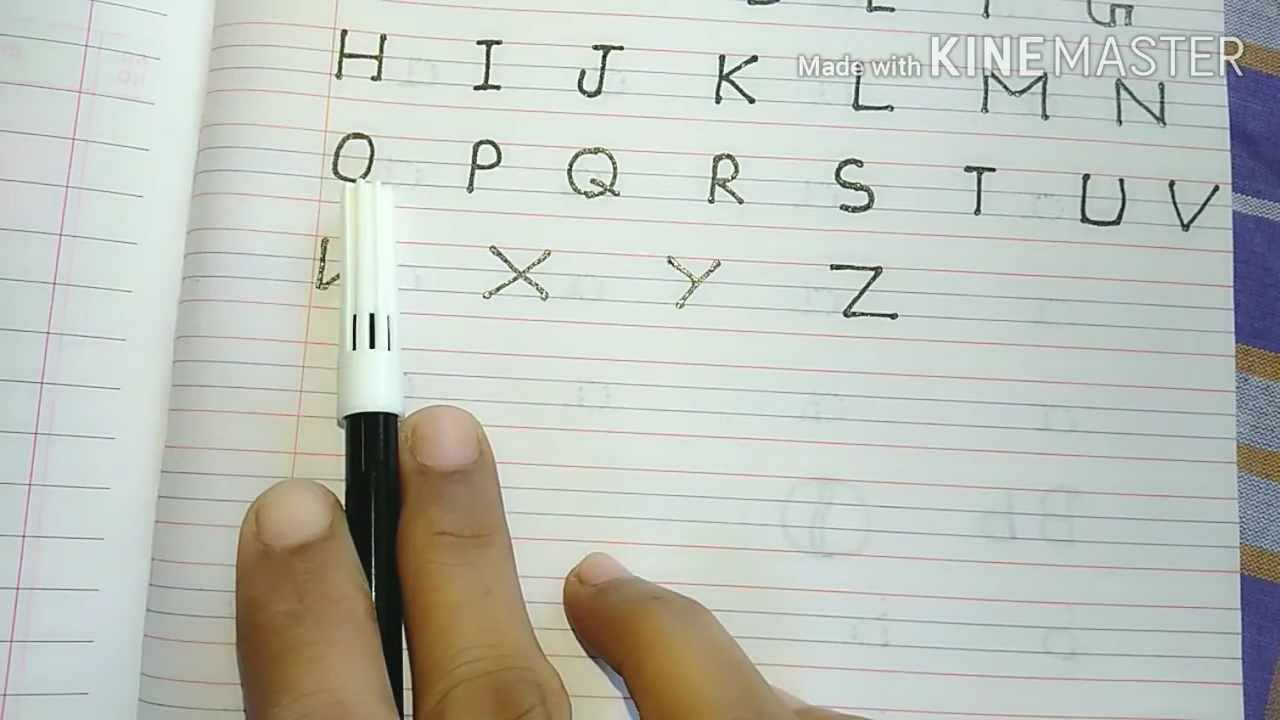 G
Made with KINEMASTER
H I J K L M N
O P Q R S T U V
X Y Z